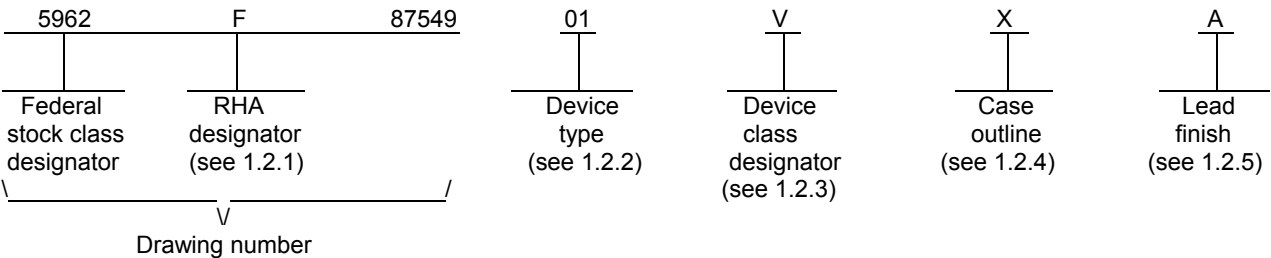 5962 F 87549 01 V X A
Federal RHA Device Device Case Lead
stock class designator type class outline finish
designator (see 1.2.1) (see 1.2.2) designator (see 1.2.4) (see 1.2.5)
(see 1.2.3)
\ /
\/
Drawing number